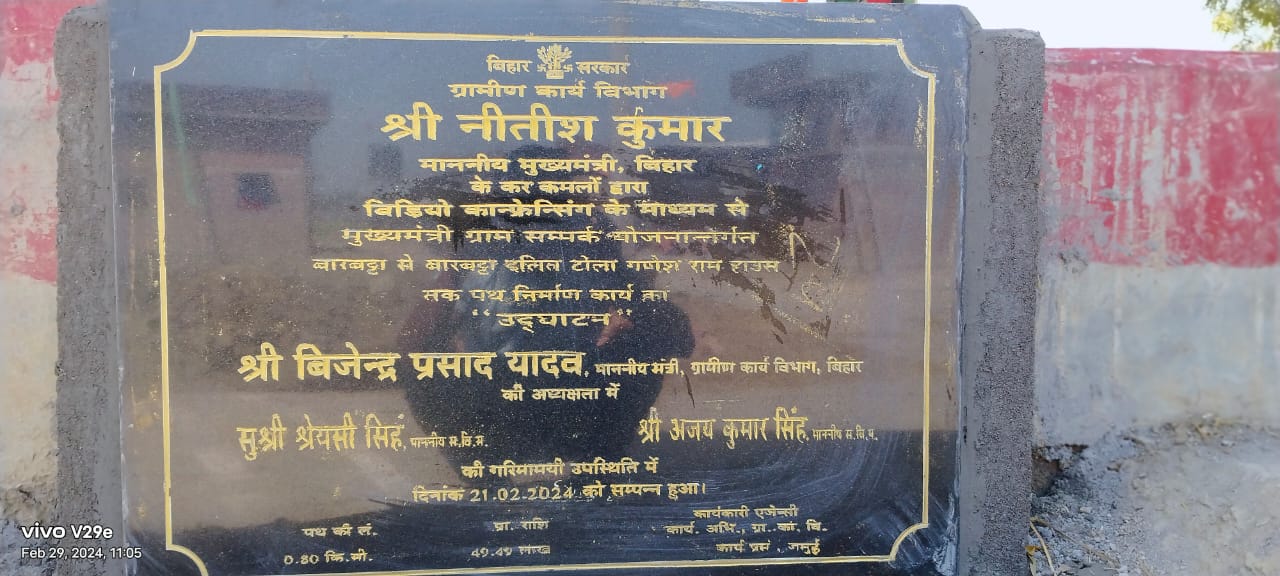 बिहार सरकार
ग्रामीण कार्य विभाग
श्री नीतीश कुमार
माननीय मुख्यमंत्री, बिहार
के कर कमलों द्वारा
विडियो कान्फ्रेन्सिंग के माध्यम से
मुख्यमंत्री ग्राम सम्पर्क योजनान्तर्गत
बारबट्टा से बारबट्टा दलित टोला गणेश राम हाउस
तक पथ निर्माण कार्य का
“उद्घाटन”
श्री बिजेन्द्र प्रसाद यादव, माननीय मंत्री, ग्रामीण कार्य विभाग, बिहार
की अध्यक्षता में
सुश्री श्रेयसी सिंह, माननीय स.वि.स. श्री अजय कुमार सिंह, माननीय स.वि.प.
की गरिमामयी उपस्थिति में
दिनांक 21.02.2024 को सम्पन्न हुआ।
पथ की लं. प्रा. राशि कार्यकारी एजेन्सी
कार्य. अभि., ग्रा. का. वि.
0.80 कि.मी. 49.49 लाख कार्य प्रम., जमुई
vivo V29e
Feb 29, 2024, 11:05